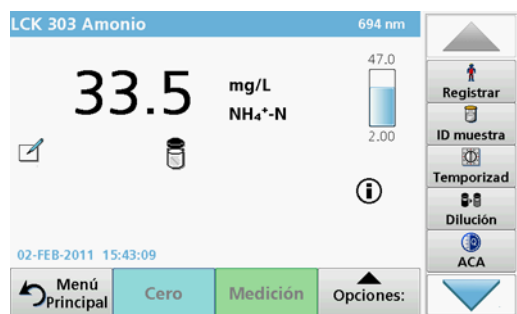 LCK 303 Amonio 694 nm
47.0
33.5 mg/L
NH₄⁺-N
2.00
Registrar
ID muestra
Temporizad
Dilución
ACA
02-FEB-2011 15:43:09
Menú
Principal
Cero
Medición
Opciones: